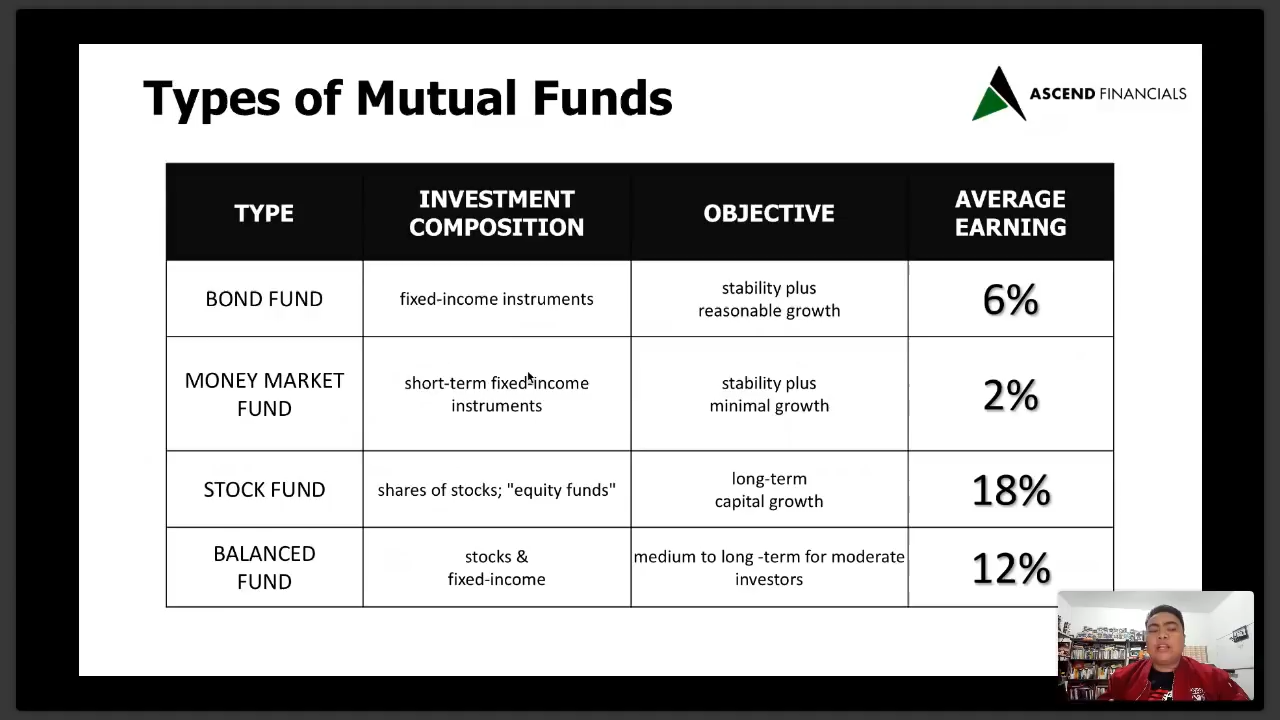 Types of Mutual Funds
ASCEND FINANCIALS
TYPE
INVESTMENT
COMPOSITION
OBJECTIVE
AVERAGE
EARNING
BOND FUND
fixed-income instruments
stability plus
reasonable growth
6%
MONEY MARKET
FUND
short-term fixed-income
instruments
stability plus
minimal growth
2%
STOCK FUND
shares of stocks; "equity funds"
long-term
capital growth
18%
BALANCED
FUND
stocks &
fixed-income
medium to long -term for moderate
investors
12%